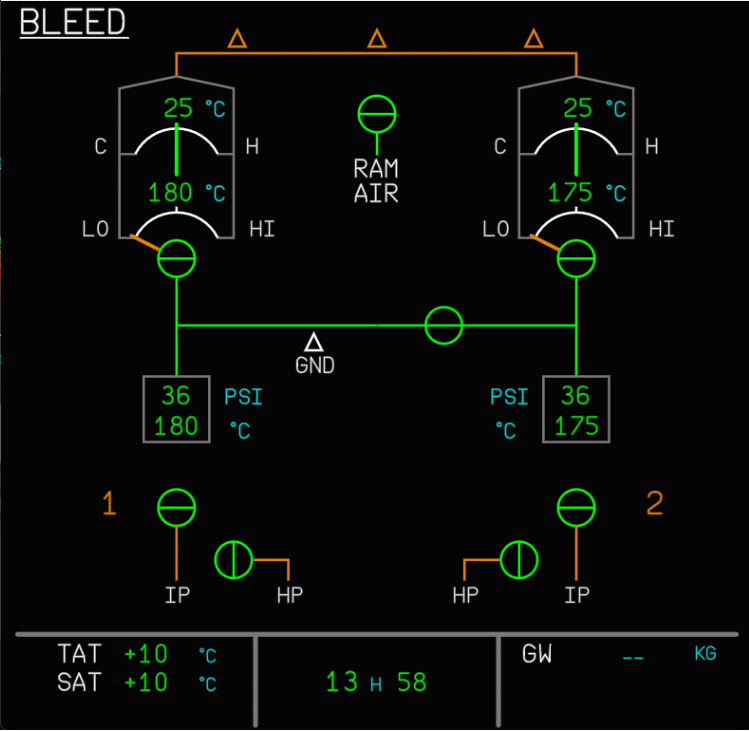 BLEED
25 °C 25 °C
C H C H
RAM
AIR
180 °C 175 °C
LO HI LO HI
GND
36 PSI PSI 36
180 °C °C 175
1 2
IP HP HP IP
TAT +10 °C GW -- KG
SAT +10 °C 13 H 58